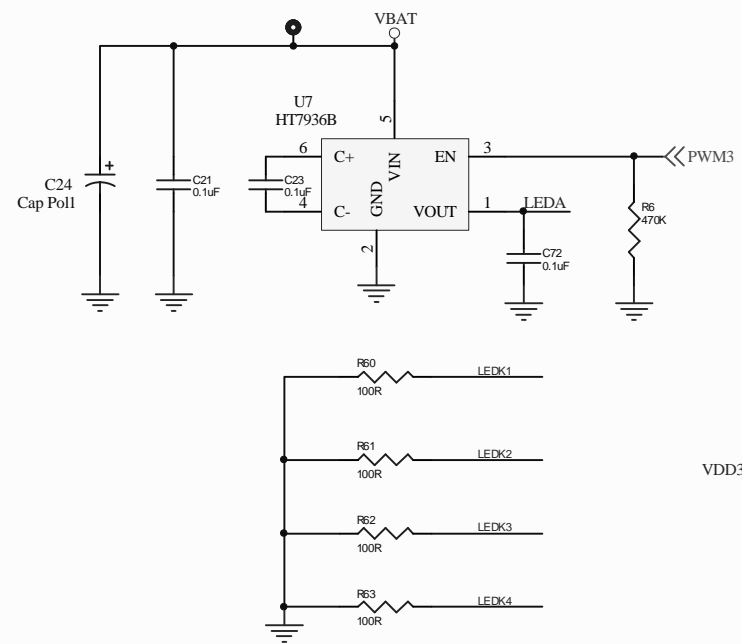 VBAT
U7
HT7936B
5
6
C+
VIN
EN
3
PWM3
C24
Cap Pol1
C21
0.1uF
C23
0.1uF
4
C-
GND
VOUT
1
LEDA
R6
470K
2
C72
0.1uF
R60
100R
LEDK1
R61
100R
LEDK2
VDD3
R62
100R
LEDK3
R63
100R
LEDK4